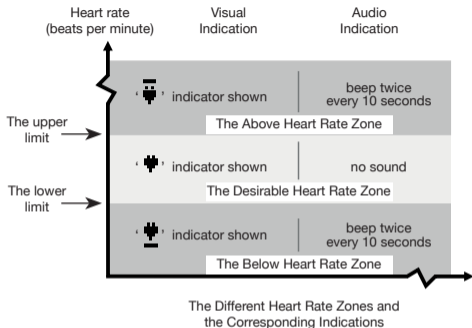 Heart rate
(beats per minute)
Visual
Indication
Audio
Indication
' ' indicator shown
beep twice
every 10 seconds
The Above Heart Rate Zone
The upper
limit
' ' indicator shown
no sound
The Desirable Heart Rate Zone
The lower
limit
' ' indicator shown
beep twice
every 10 seconds
The Below Heart Rate Zone
The Different Heart Rate Zones and
the Corresponding Indications